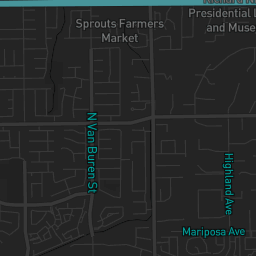 Sprouts Farmers
Market
Presidential
and Muse
N Van Buren St
Highland Ave
Mariposa Ave